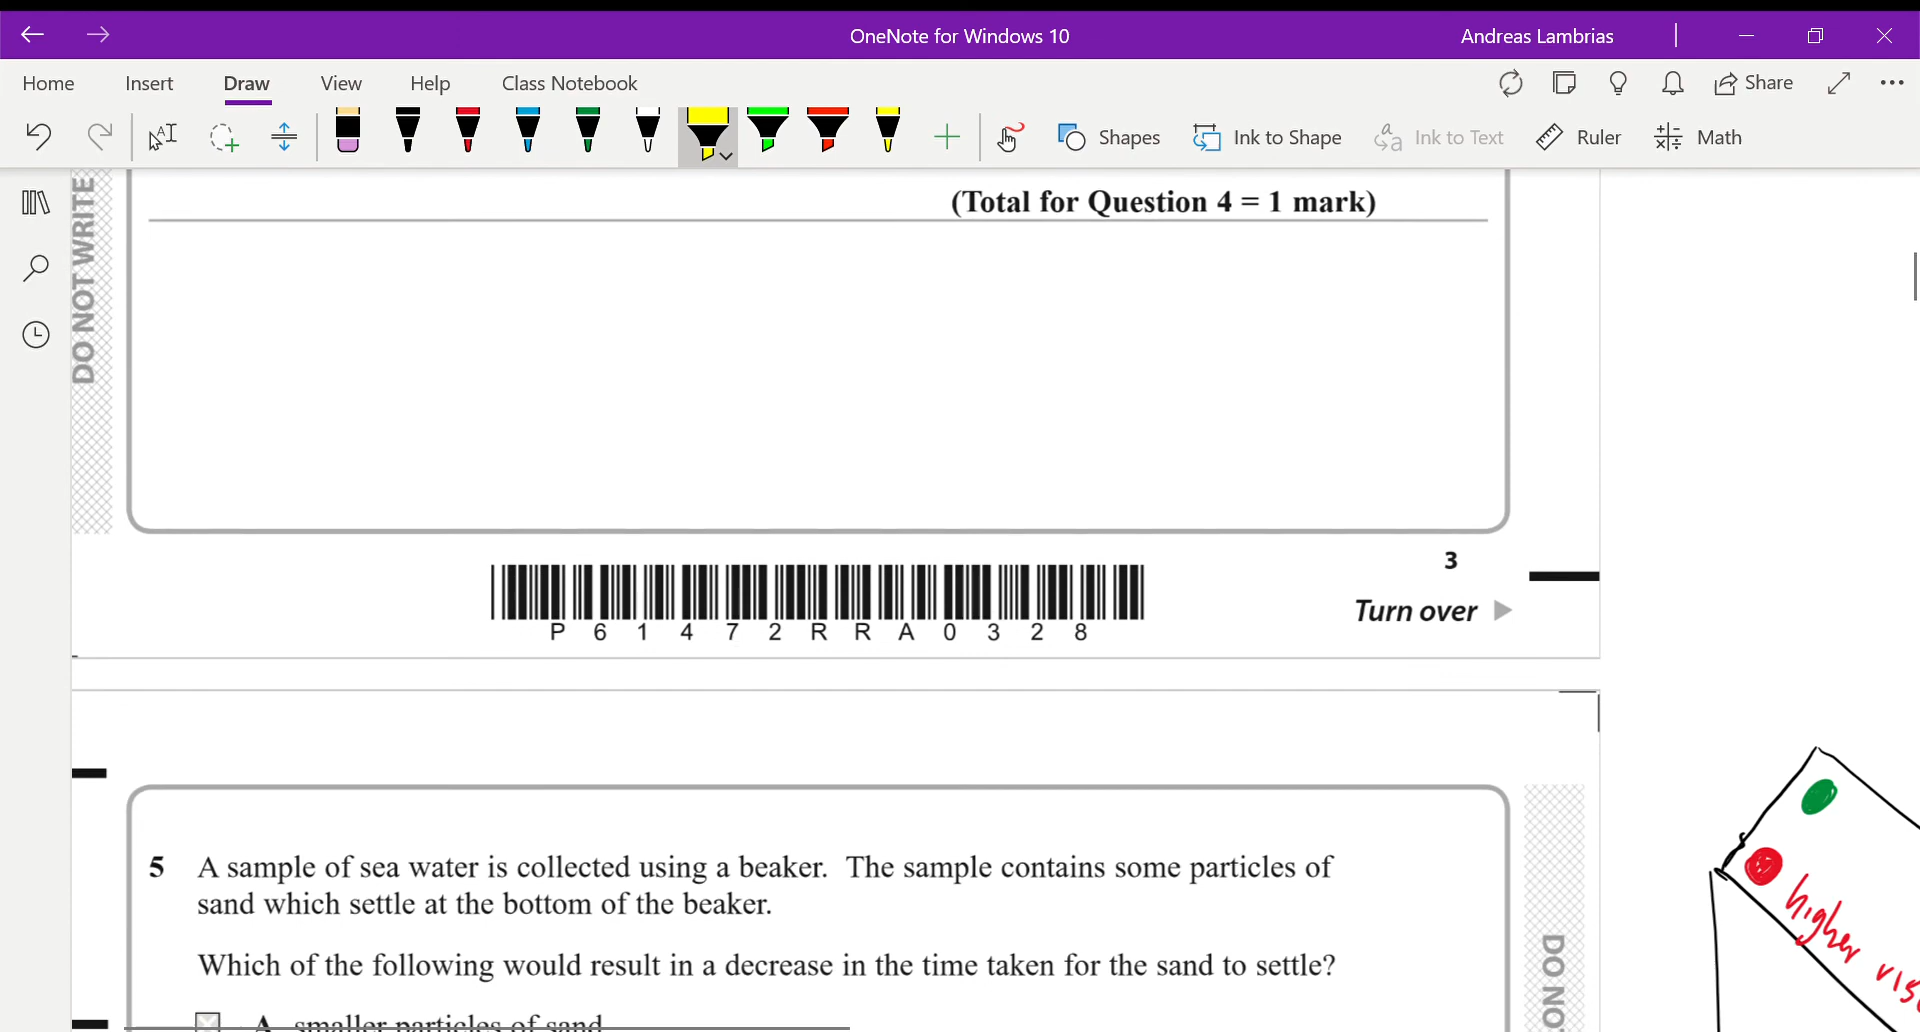 OneNote for Windows 10
Andreas Lambrias
Home Insert Draw View Help Class Notebook
Share
Shapes Ink to Shape Ink to Text Ruler Math
DO NOT WRITE
(Total for Question 4 = 1 mark)
3
Turn over
P 6 1 4 7 2 R R A 0 3 2 8
5 A sample of sea water is collected using a beaker. The sample contains some particles of
sand which settle at the bottom of the beaker.
Which of the following would result in a decrease in the time taken for the sand to settle?
A smaller particles of sand
DO NO
higher